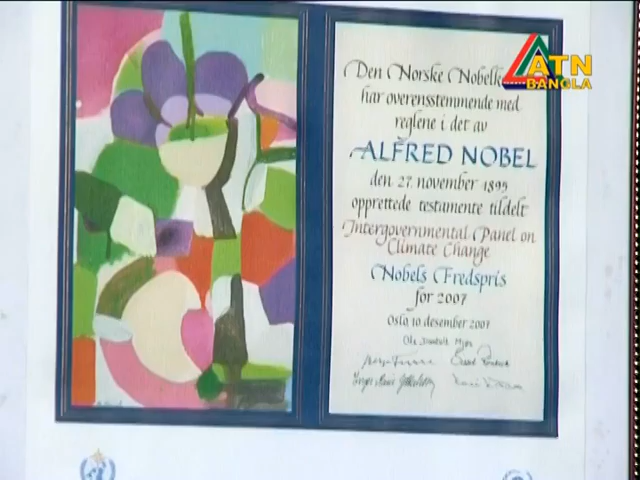 ATN
BANGLA
Den Norske
har overensstemmende med
reglene i det av
ALFRED NOBEL
den 27. november 1895
opprettede testamente tildelt
Intergovernmental Panel on
Climate Change
Nobels Fredspris
for 2007
Oslo, 10 desember 2007
Ole